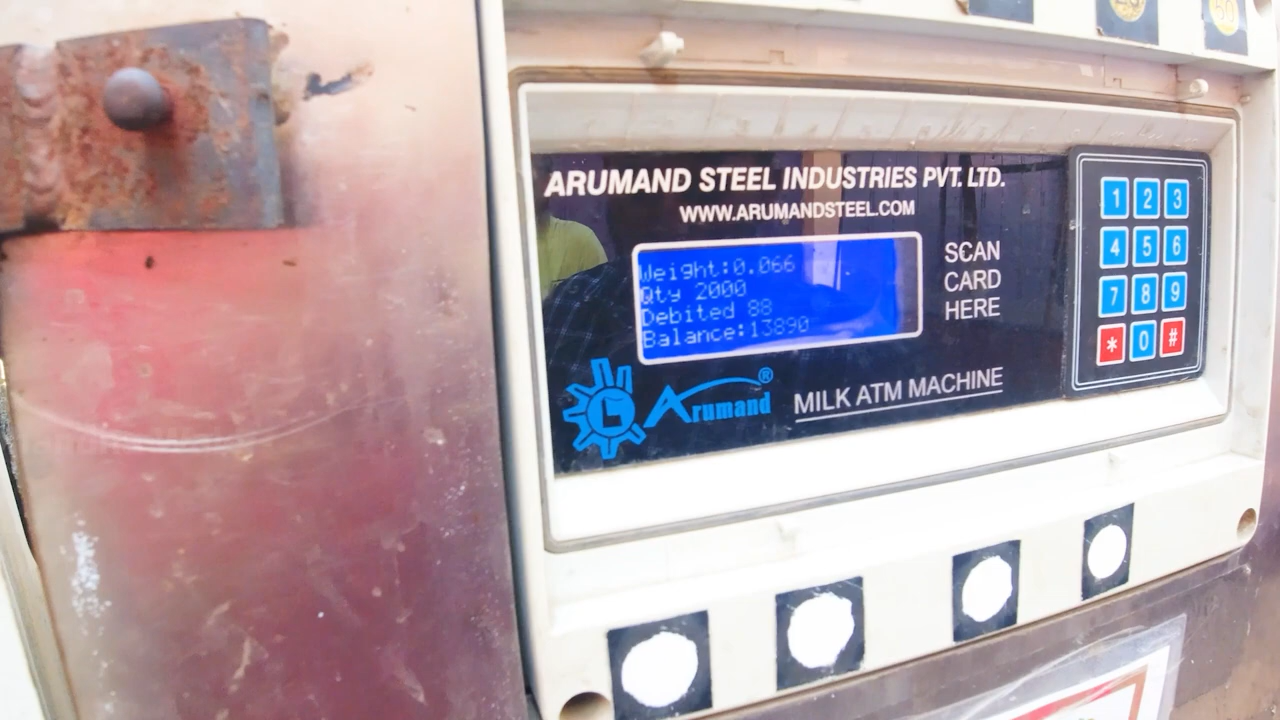 50
ARUMAND STEEL INDUSTRIES PVT. LTD.
WWW.ARUMANDSTEEL.COM
Weight:0.066
Qty 2000
Debited 88
Balance:13890
SCAN
CARD
HERE
1 2 3
4 5 6
7 8 9
* 0 #
Arumand®
MILK ATM MACHINE